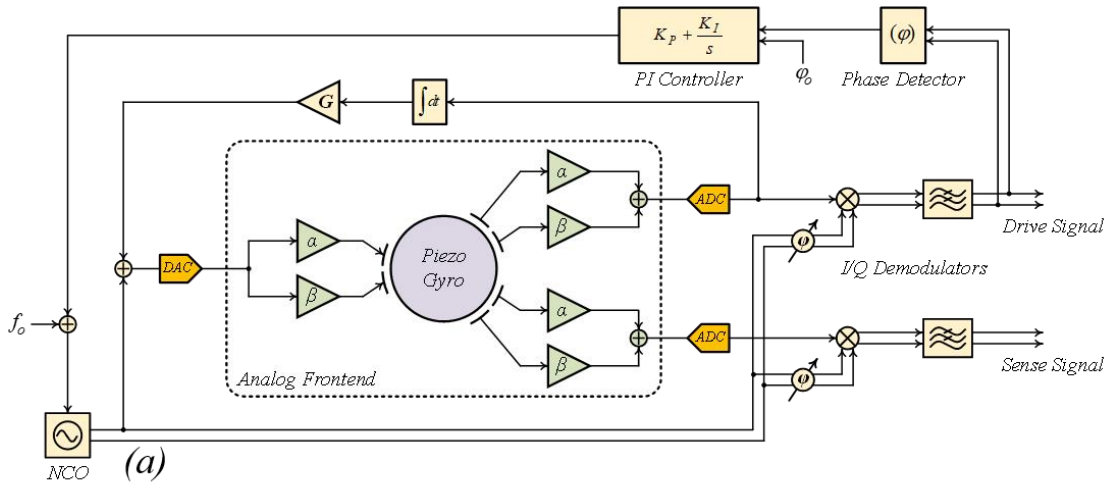 K_P + K_I / s
PI Controller
φ_o
(φ)
Phase Detector
G
∫dt
α
β
Piezo
Gyro
α
β
α
β
Analog Frontend
DAC
ADC
ADC
φ
φ
I/Q Demodulators
Drive Signal
Sense Signal
f_o
NCO
(a)